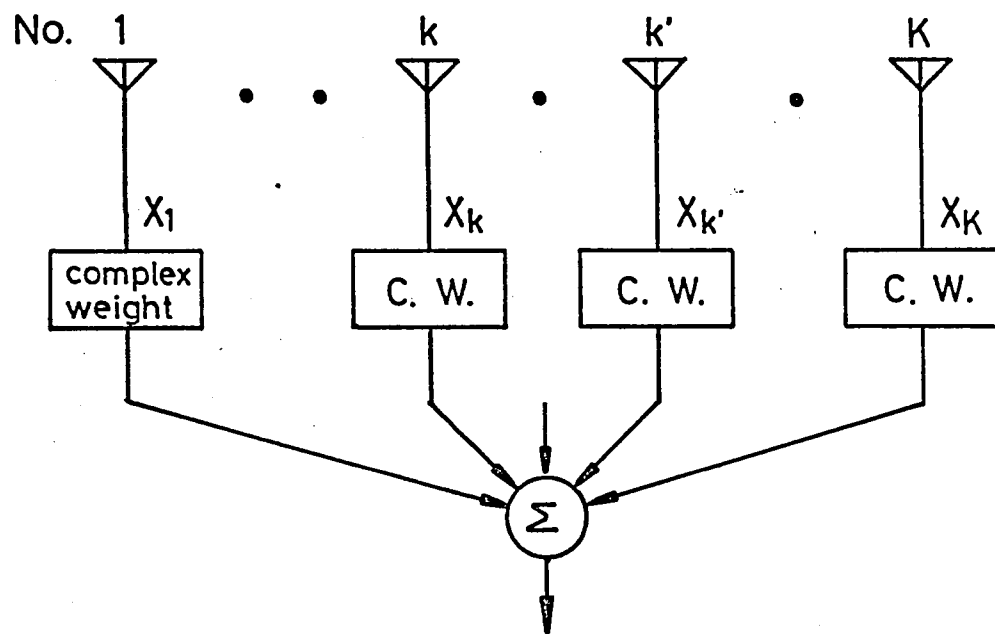 No. 1 k k' K
X1 Xk Xk' XK
complex weight C. W. C. W. C. W.
Σ